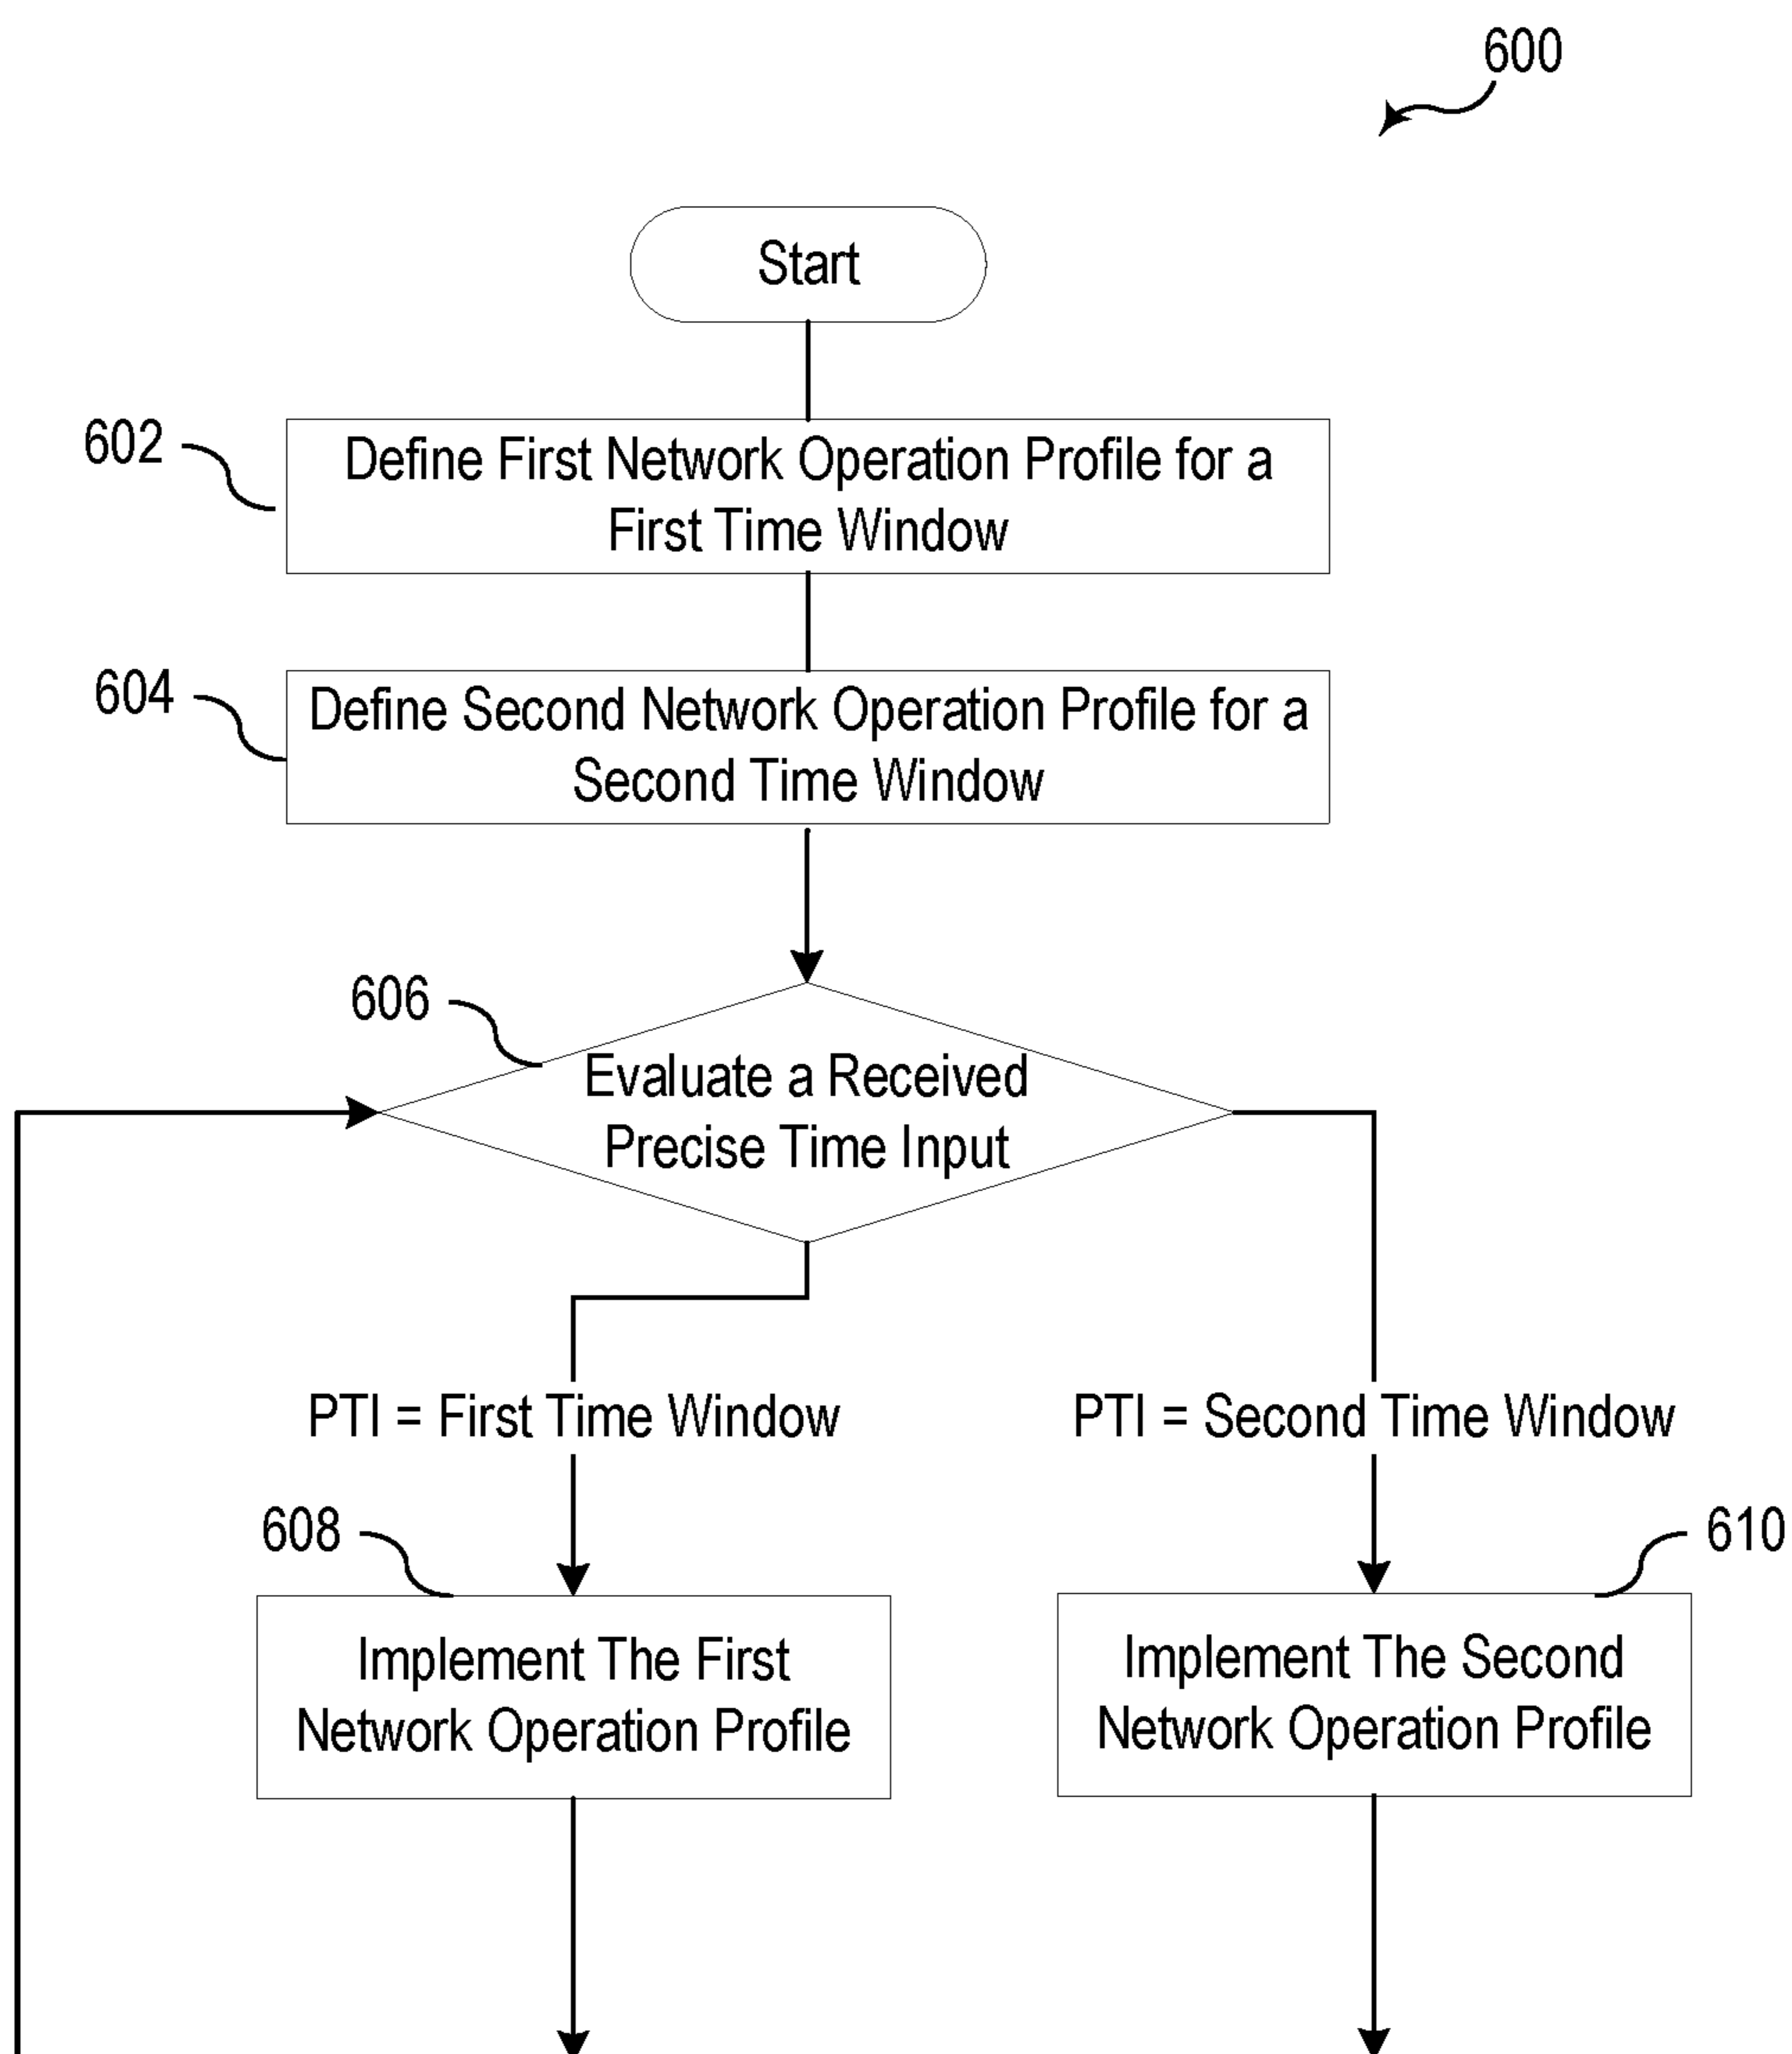 600
Start
602
Define First Network Operation Profile for a
First Time Window
604
Define Second Network Operation Profile for a
Second Time Window
606
Evaluate a Received
Precise Time Input
PTI = First Time Window
PTI = Second Time Window
608
610
Implement The First
Network Operation Profile
Implement The Second
Network Operation Profile